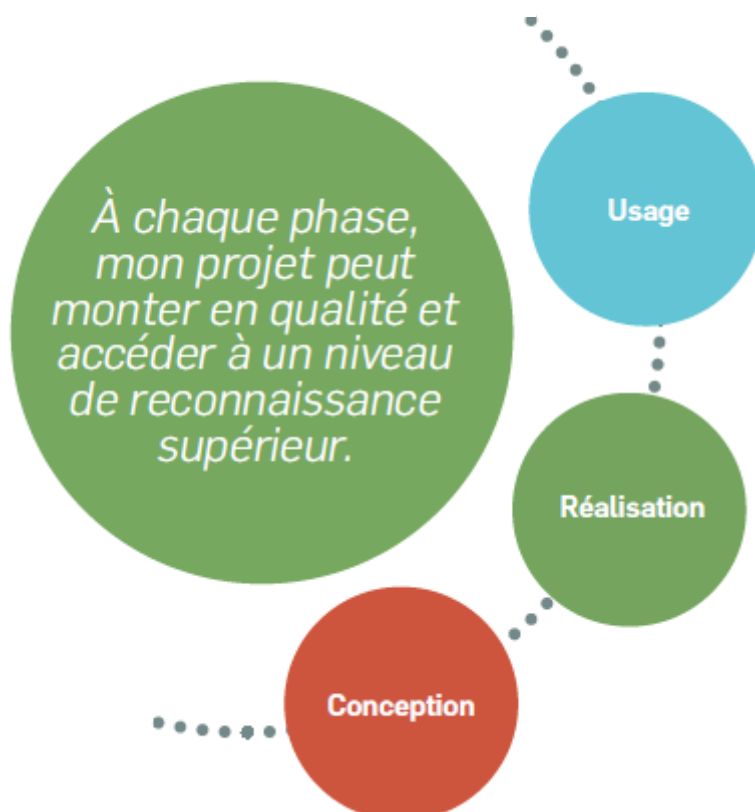 À chaque phase,
mon projet peut
monter en qualité et
accéder à un niveau
de reconnaissance
supérieur.
Usage
Réalisation
Conception